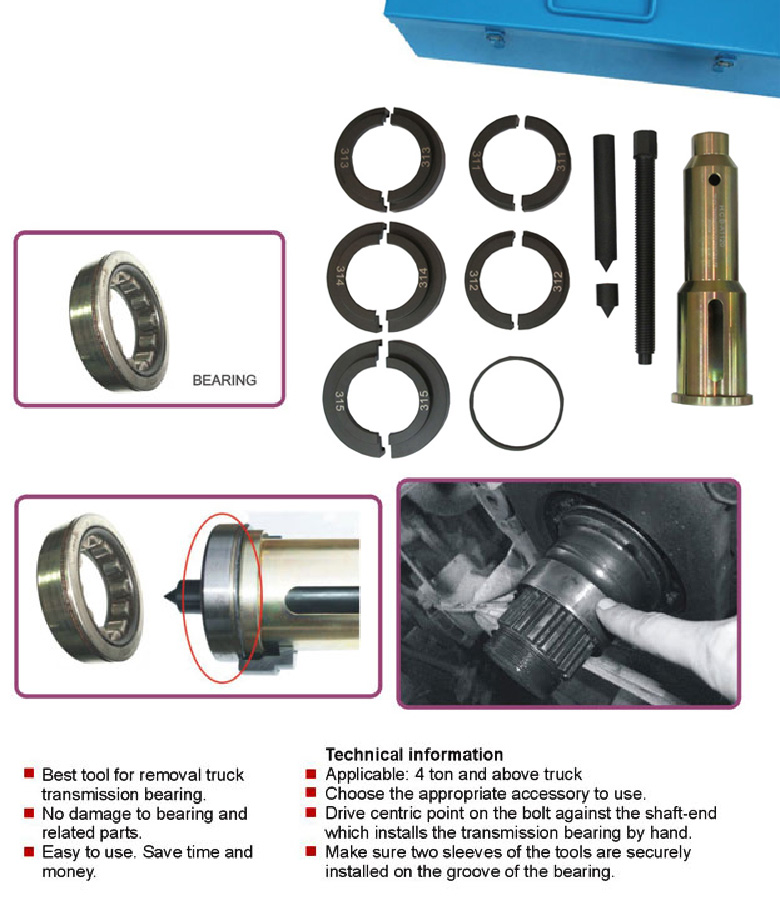 313
313
311
311
314
314
312
312
315
315
BEARING
Best tool for removal truck
transmission bearing.
No damage to bearing and
related parts.
Easy to use. Save time and
money.
Technical information
Applicable: 4 ton and above truck
Choose the appropriate accessory to use.
Drive centric point on the bolt against the shaft-end
which installs the transmission bearing by hand.
Make sure two sleeves of the tools are securely
installed on the groove of the bearing.